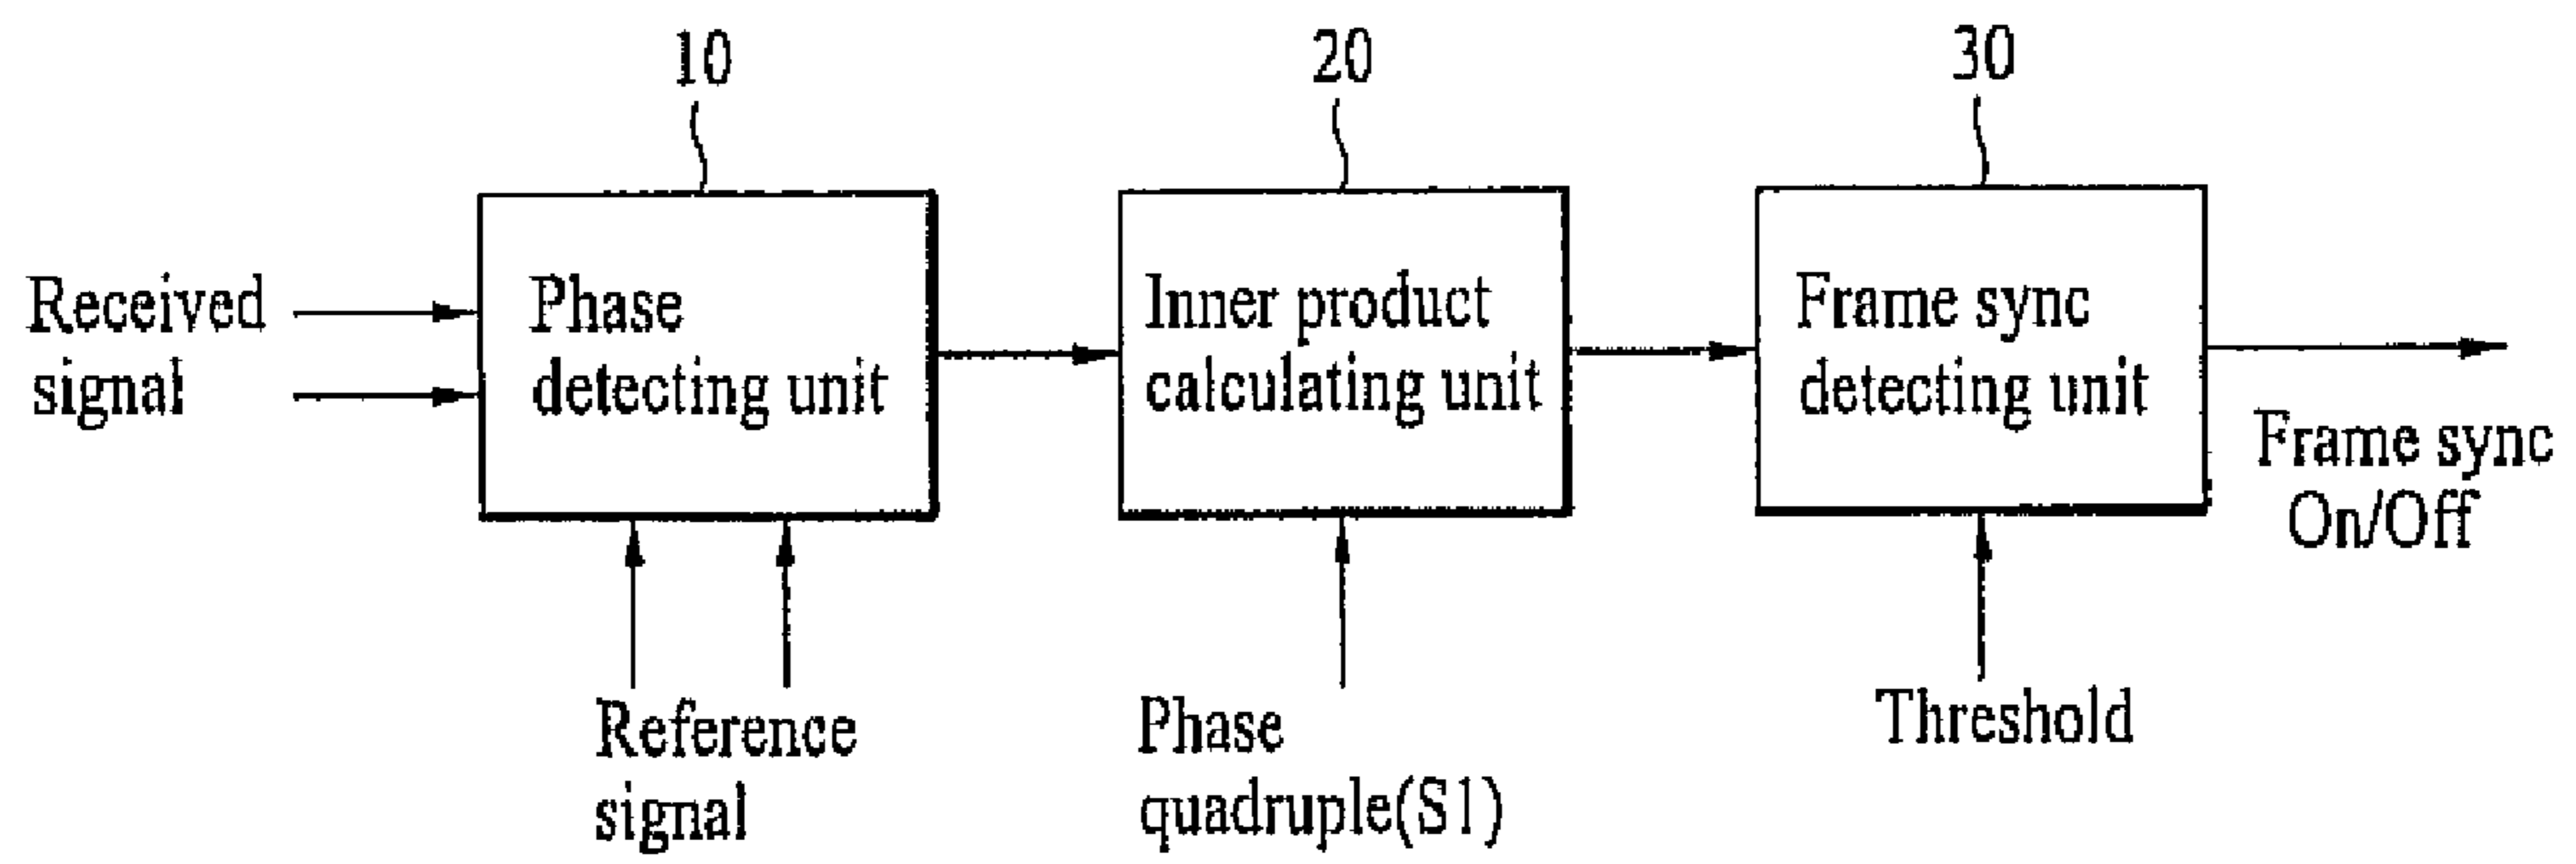 10
20
30
Received
signal
Phase
detecting unit
Inner product
calculating unit
Frame sync
detecting unit
Frame sync
On/Off
Reference
signal
Phase
quadruple(S1)
Threshold